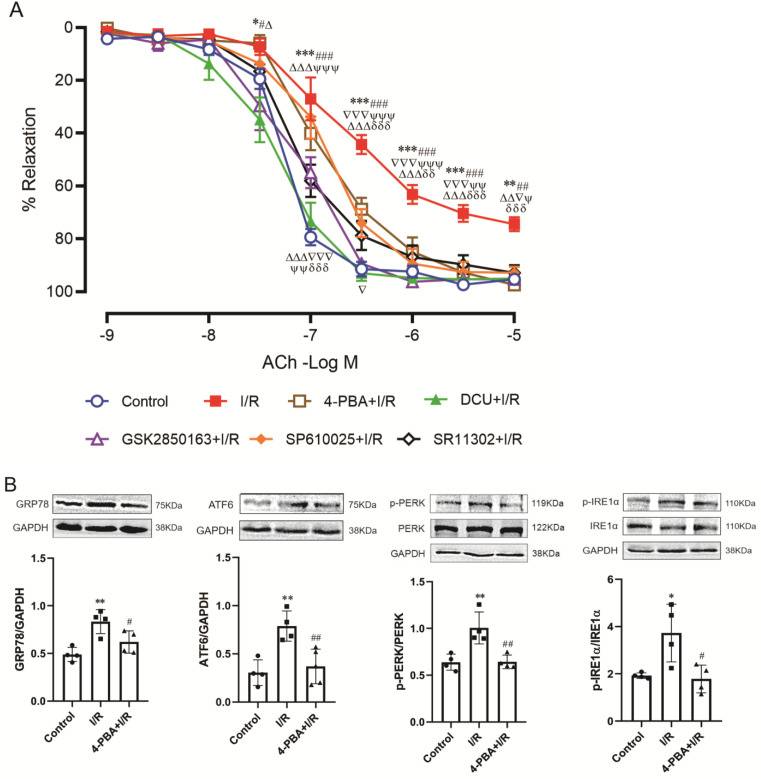 A
0
20
40
60
80
100
% Relaxation
*#Δ
***###
ΔΔΔψψψ
***###
∇∇∇ψψψ
ΔΔΔδδδ
***###
∇∇∇ψψψ
ΔΔΔδδ
***###
∇∇∇ψψ
ΔΔΔδδδ
**##
ΔΔ∇ψ
δδδ
ΔΔΔ∇∇∇
ψψδδδ
∇
-9 -8 -7 -6 -5
ACh -Log M
Control I/R 4-PBA+I/R DCU+I/R
GSK2850163+I/R SP610025+I/R SR11302+I/R
B
GRP78 75KDa
GAPDH 38KDa
1.5
1.0
0.5
0.0
GRP78/GAPDH
**
#
Control I/R 4-PBA+I/R
ATF6 75KDa
GAPDH 38KDa
1.5
1.0
0.5
0.0
ATF6/GAPDH
**
##
Control I/R 4-PBA+I/R
p-PERK 119KDa
PERK 122KDa
GAPDH 38KDa
1.5
1.0
0.5
0.0
p-PERK/PERK
**
##
Control I/R 4-PBA+I/R
p-IRE1α 110KDa
IRE1α 110KDa
GAPDH 38KDa
6
4
2
0
p-IRE1α/IRE1α
*
#
Control I/R 4-PBA+I/R